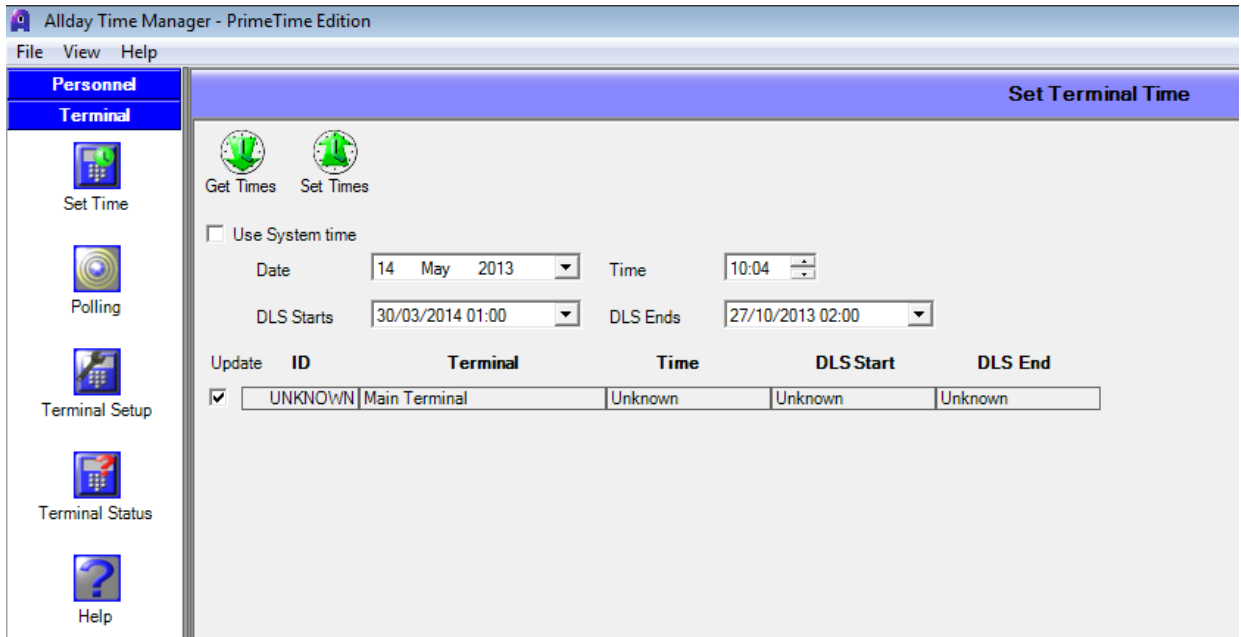 Allday Time Manager - PrimeTime Edition
File View Help
Personnel
Terminal
Set Time
Polling
Terminal Setup
Terminal Status
Help
Set Terminal Time
Get Times Set Times
Use System time
Date 14 May 2013 Time 10:04
DLS Starts 30/03/2014 01:00 DLS Ends 27/10/2013 02:00
Update ID Terminal Time DLS Start DLS End
UNKNOWN Main Terminal Unknown Unknown Unknown